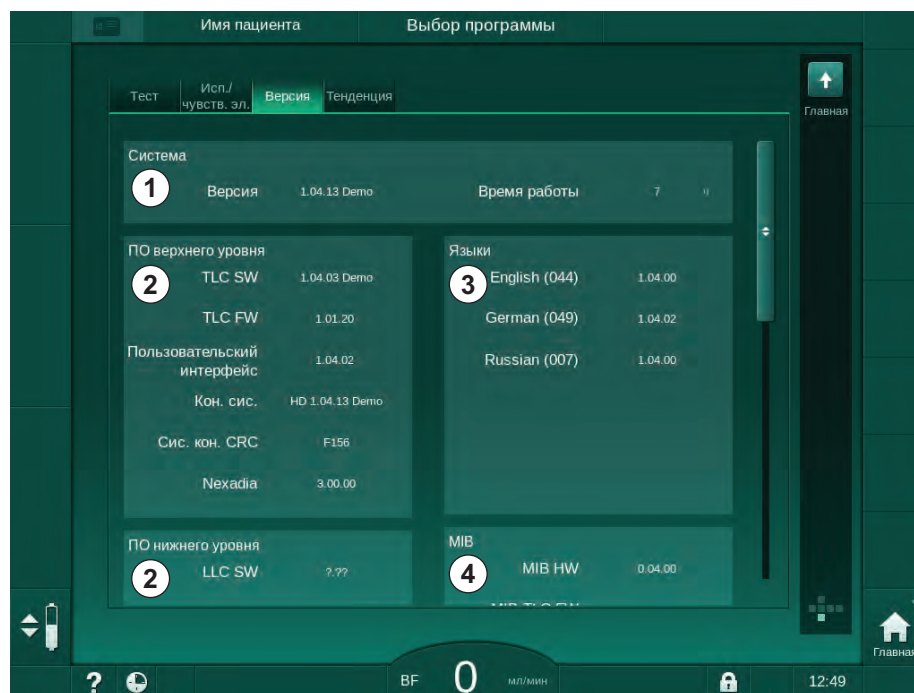 Имя пациента
Выбор программы
Тест
Исп./
чувств. эл.
Версия
Тенденция
Главная
Система
1
Версия
1.04.13 Demo
Время работы
7
ч
ПО верхнего уровня
2
TLC SW
1.04.03 Demo
TLC FW
1.01.20
Пользовательский
интерфейс
1.04.02
Кон. сис.
HD 1.04.13 Demo
Сис. кон. CRC
F156
Nexadia
3.00.00
Языки
3
English (044)
1.04.00
German (049)
1.04.02
Russian (007)
1.04.00
ПО нижнего уровня
2
LLC SW
?.??
MIB
4
MIB HW
0.04.00
Главная
?
BF
0
мл/мин
12:49